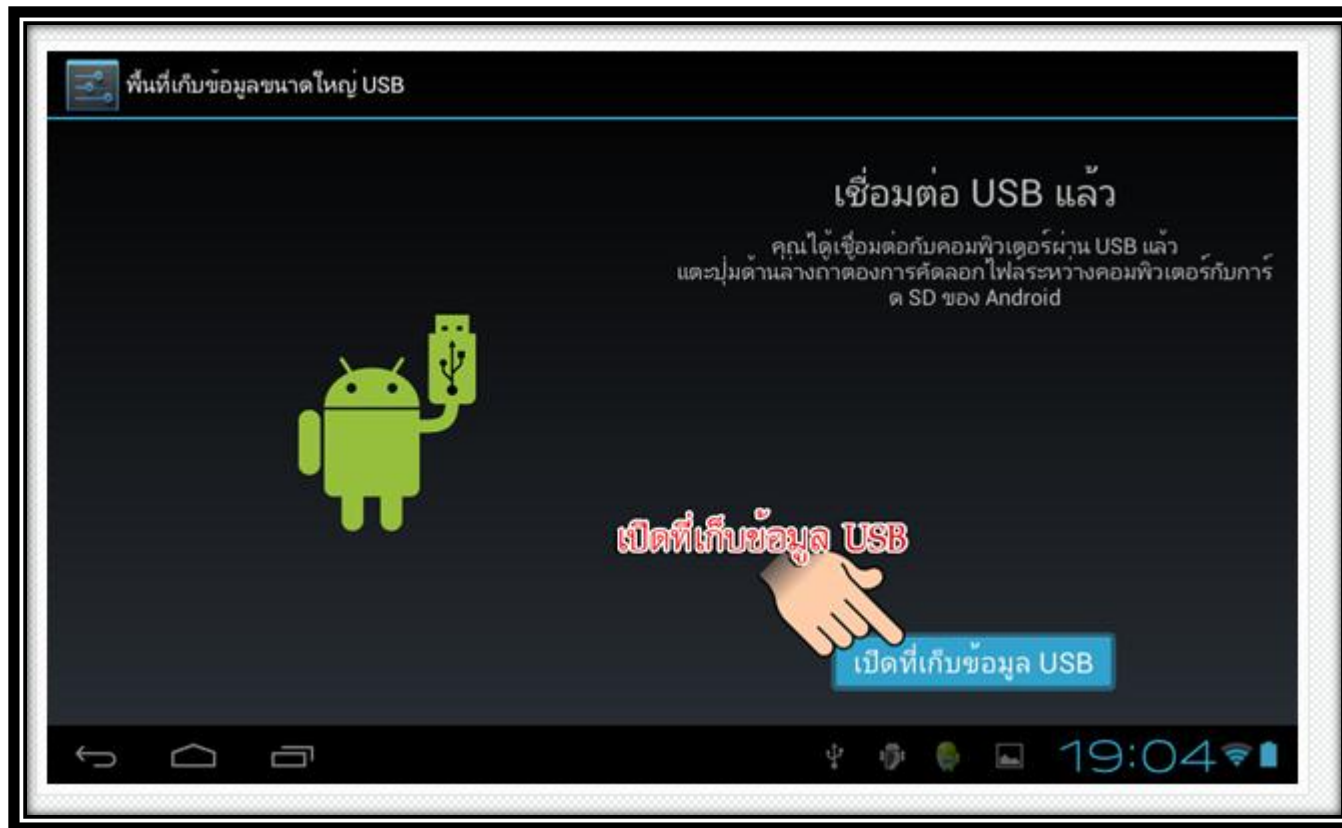 พื้นที่เก็บข้อมูลขนาดใหญ่ USB
เชื่อมต่อ USB แล้ว
คุณได้เชื่อมต่อกับคอมพิวเตอร์ผ่าน USB แล้ว
แตะปุ่มด้านล่างถ้าต้องการคัดลอกไฟล์ระหว่างคอมพิวเตอร์กับการ์
ด SD ของ Android
เปิดที่เก็บข้อมูล USB
เปิดที่เก็บข้อมูล USB
19:04